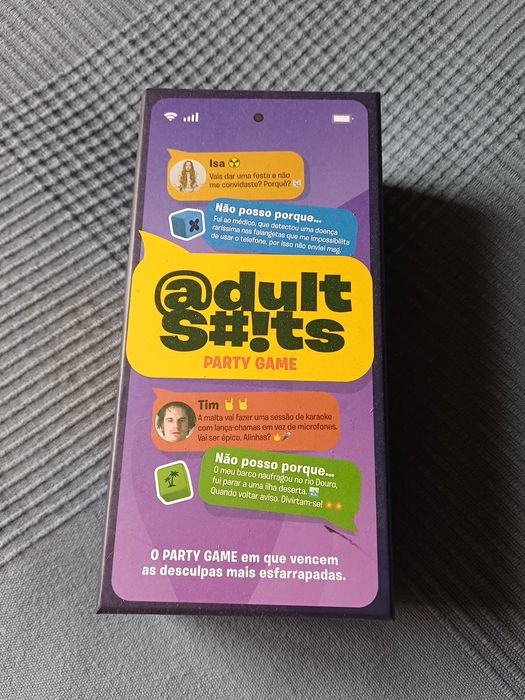 Isa ☢
Vais dar uma festa e não
me convidaste? Porquê?
Não posso porque...
Fui ao médico, que detectou uma doença
raríssima nas falangetas que me impossibilita
de usar o telefone, por isso não enviei msg.
@dult
S#!ts
PARTY GAME
Tim 🤘🤘
A malta vai fazer uma sessão de karaoke
com lança-chamas em vez de microfones.
Vai ser épico. Alinhas? 🔥🎤
Não posso porque...
O meu barco naufragou no rio Douro,
fui parar a uma ilha deserta. 🏝
Quando voltar aviso. Divirtam-se! 💥💥
O PARTY GAME em que vencem
as desculpas mais esfarrapadas.